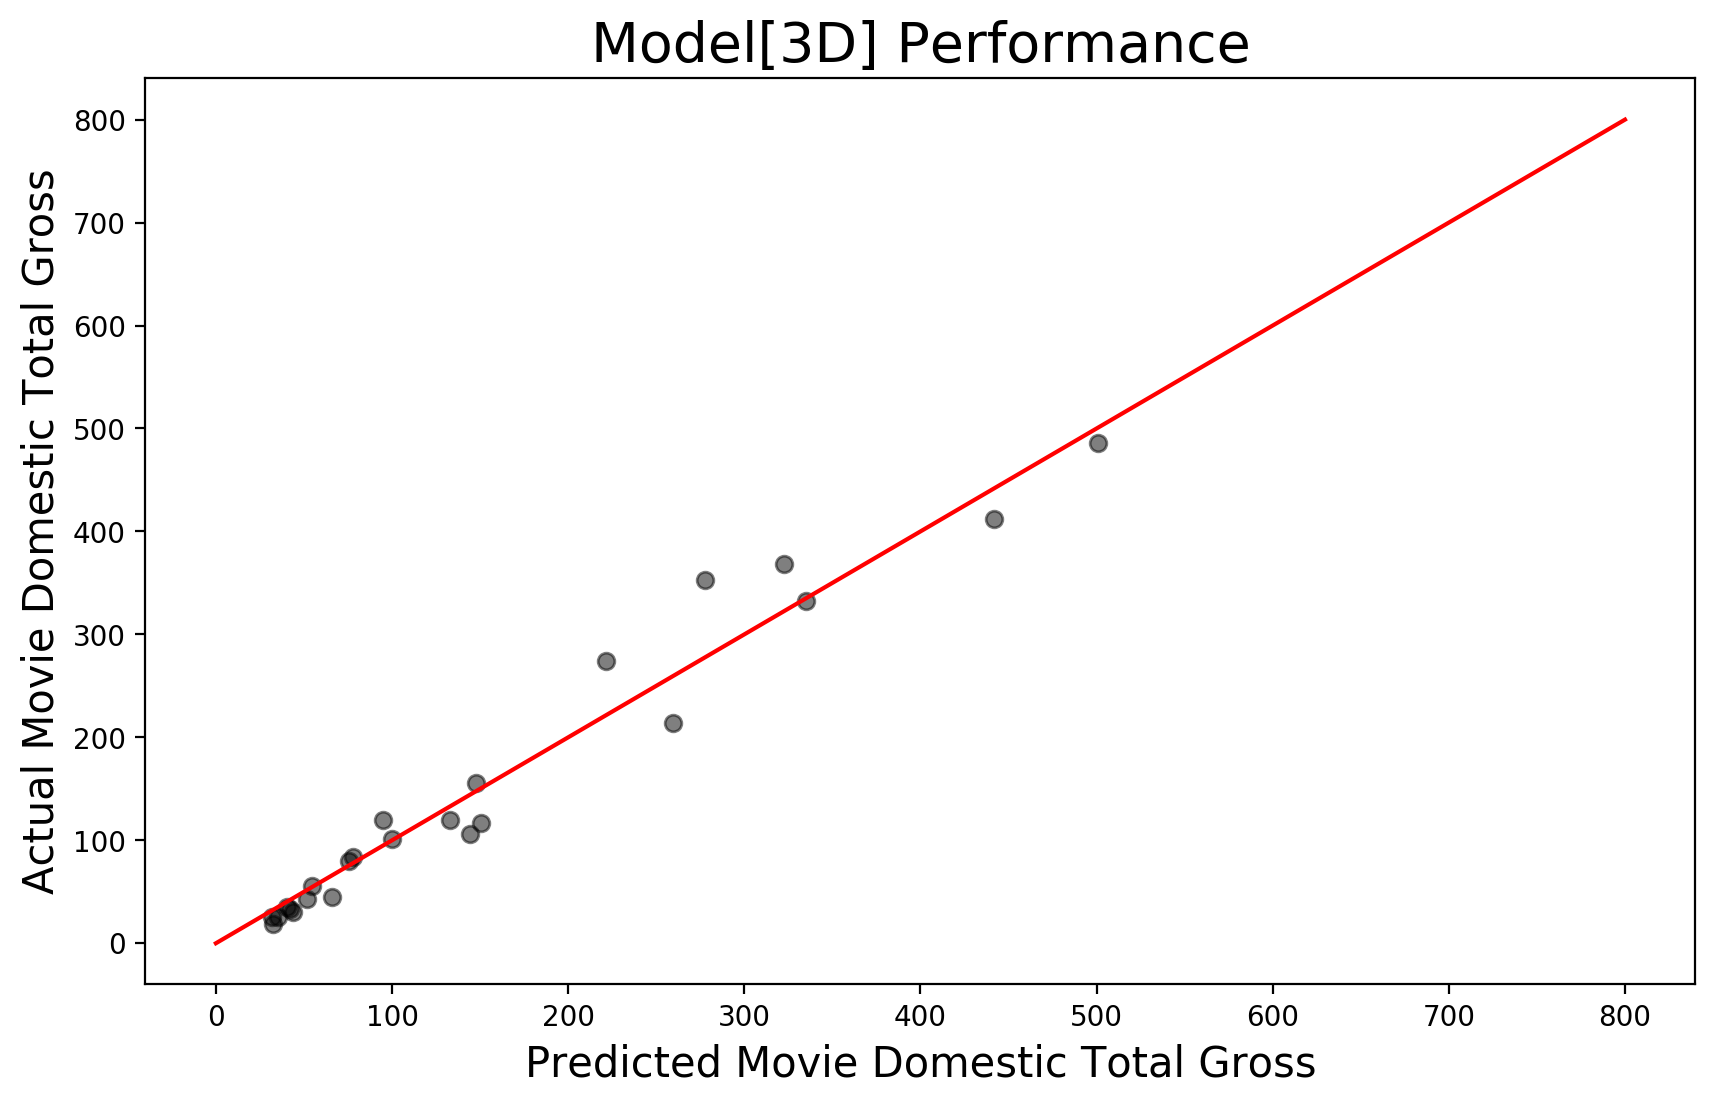 Model[3D] Performance
Actual Movie Domestic Total Gross
800
700
600
500
400
300
200
100
0
0 100 200 300 400 500 600 700 800
Predicted Movie Domestic Total Gross